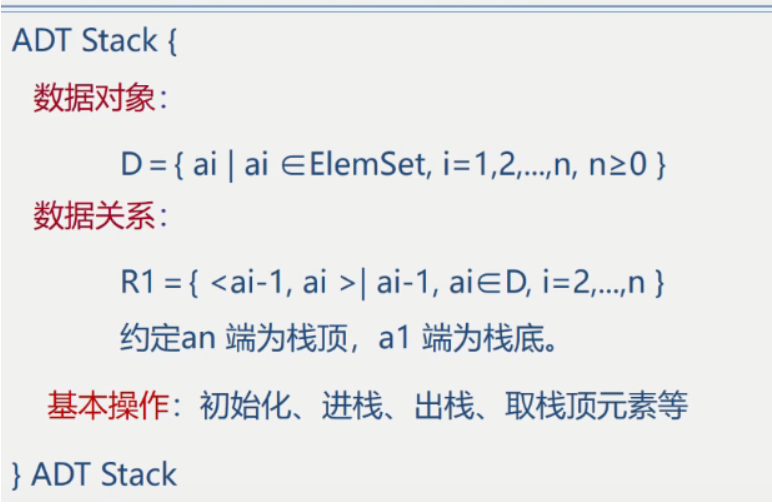 ADT Stack {
数据对象：
D = { ai | ai ∈ElemSet, i=1,2,...,n, n≥0 }
数据关系：
R1 = { <ai-1, ai >| ai-1, ai∈D, i=2,...,n }
约定an 端为栈顶，a1 端为栈底。
基本操作：初始化、进栈、出栈、取栈顶元素等
} ADT Stack